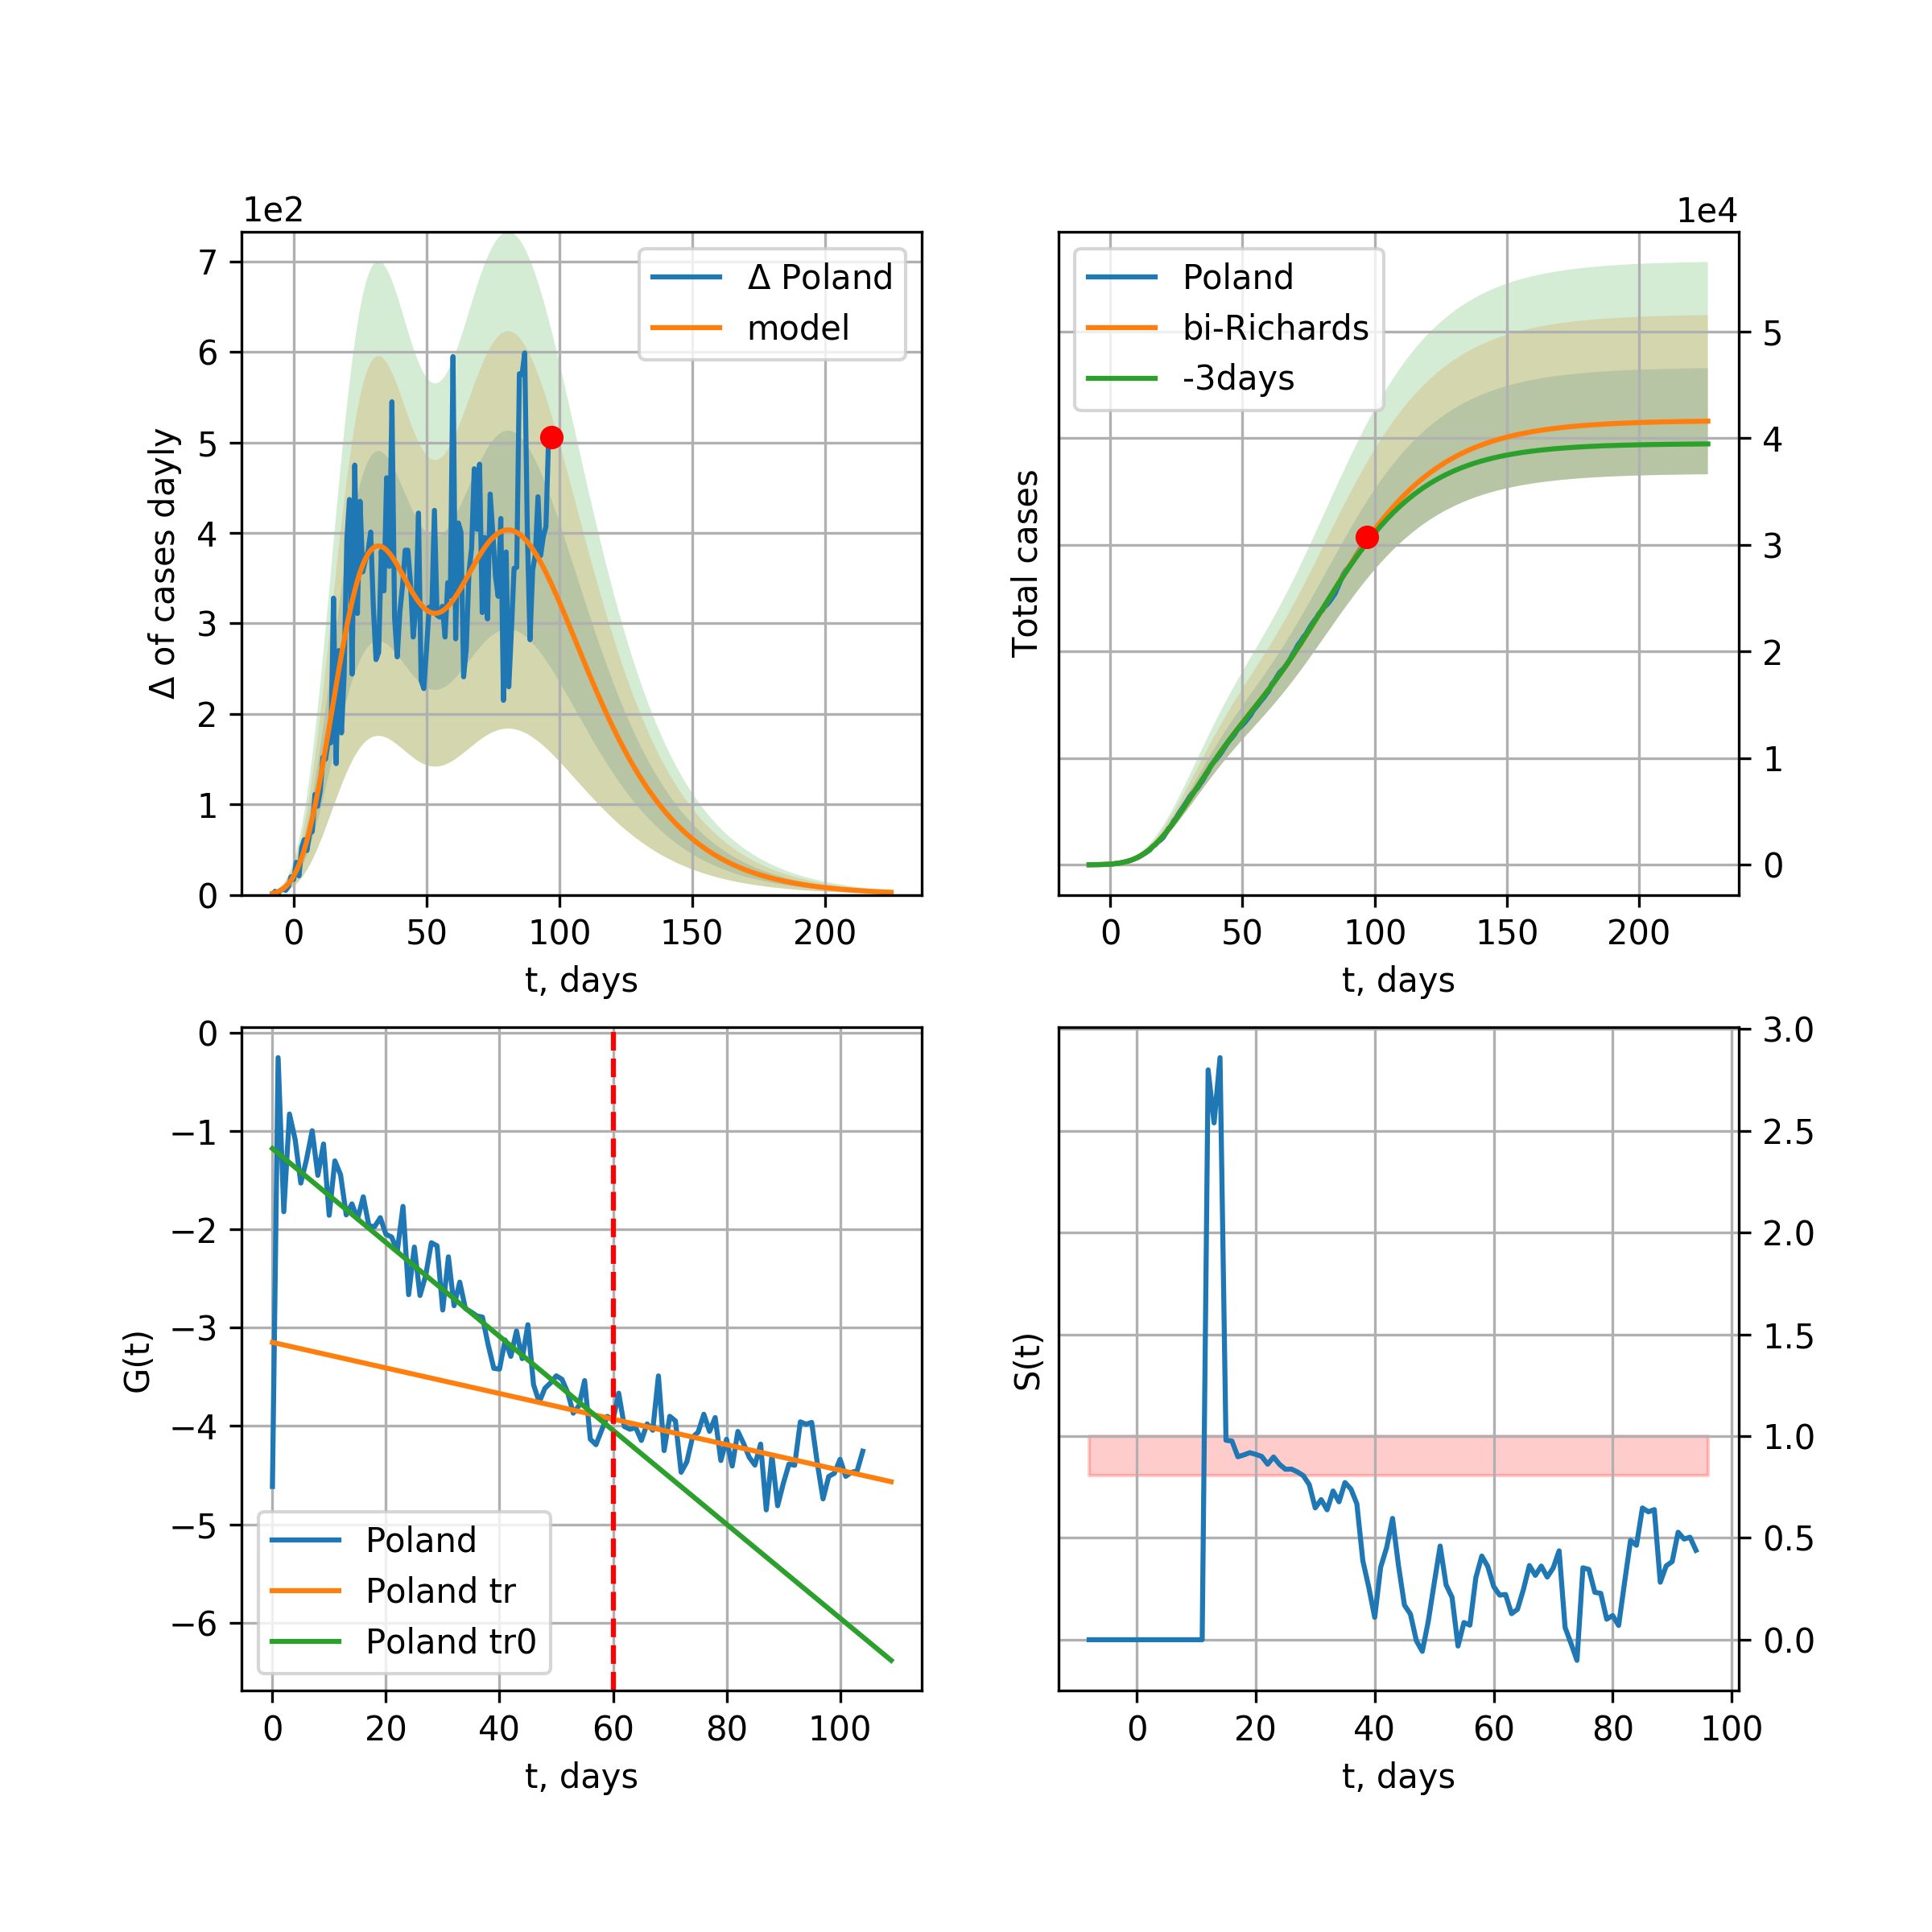 1e2
Δ of cases dayly
7
6
5
4
3
2
1
0
Δ Poland
model
0 50 100 150 200
t, days
1e4
Total cases
Poland
bi-Richards
-3days
5
4
3
2
1
0
0 50 100 150 200
t, days
G(t)
0
−1
−2
−3
−4
−5
−6
Poland
Poland tr
Poland tr0
0 20 40 60 80 100
t, days
S(t)
3.0
2.5
2.0
1.5
1.0
0.5
0.0
0 20 40 60 80 100
t, days